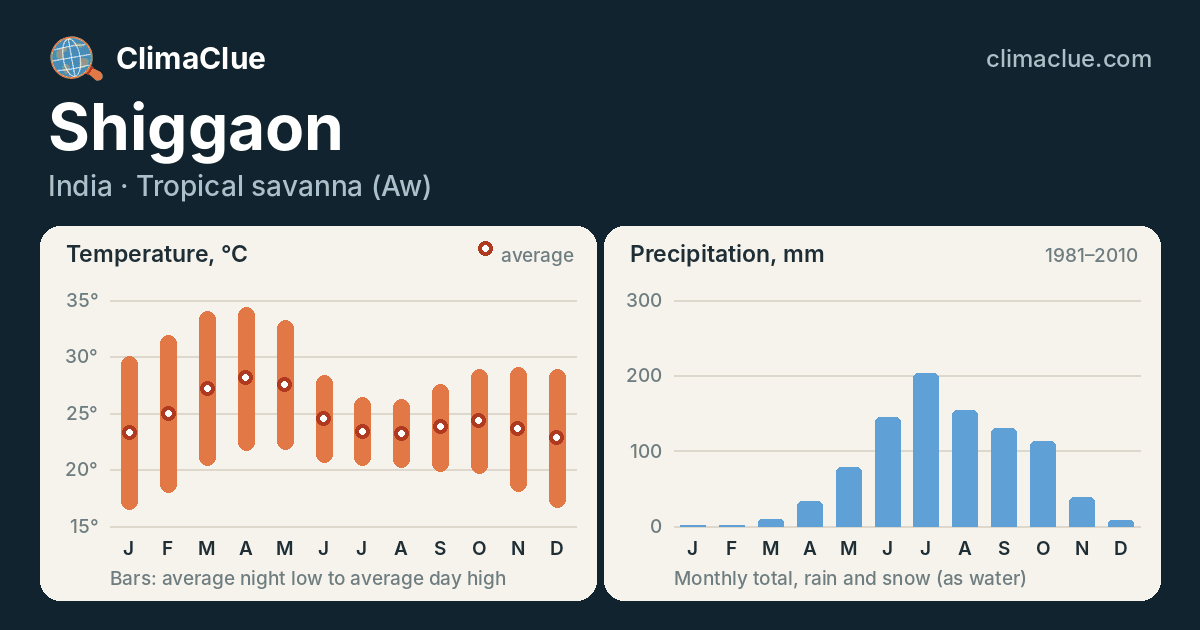 ClimaClue
climaclue.com
Shiggaon
India · Tropical savanna (Aw)
Temperature, °C
average
35°
30°
25°
20°
15°
J F M A M J J A S O N D
Bars: average night low to average day high
Precipitation, mm
1981–2010
300
200
100
0
J F M A M J J A S O N D
Monthly total, rain and snow (as water)